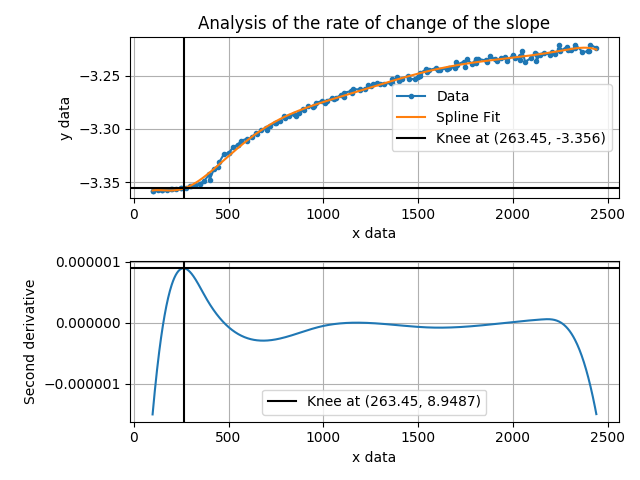 Analysis of the rate of change of the slope
y data
−3.25
−3.30
−3.35
Data
Spline Fit
Knee at (263.45, -3.356)
0
500
1000
1500
2000
2500
x data
Second derivative
0.000001
0.000000
−0.000001
Knee at (263.45, 8.9487)
0
500
1000
1500
2000
2500
x data